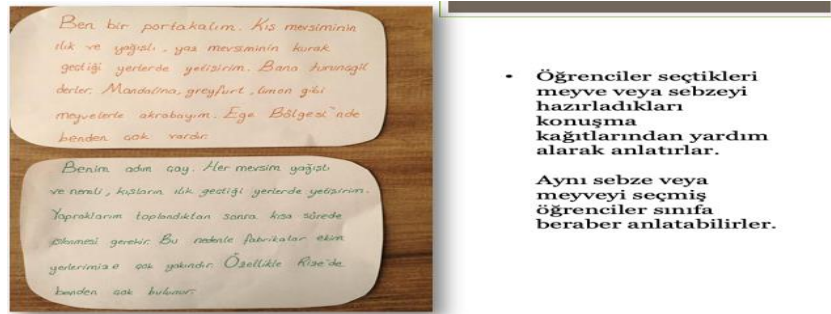 Ben bir portakalım. Kış mevsiminin
ılık ve yağışlı, yaz mevsiminin kurak
geçtiği yerlerde yetişirim. Bana turunçgil
derler. Mandalina, greyfurt, limon gibi
meyvelerle akrabayım. Ege Bölgesi'nde
benden çok vardır.
Benim adım çay. Her mevsim yağışlı
ve nemli, kışların ılık geçtiği yerlerde yetişirim.
Yapraklarım toplandıktan sonra kısa sürede
işlenmesi gerekir. Bu nedenle fabrikalar ekim
yerlerimize çok yakındır. Özellikle Rize'de
benden çok bulunur.
• Öğrenciler seçtikleri
meyve veya sebzeyi
hazırladıkları
konuşma
kağıtlarından yardım
alarak anlatırlar.
Aynı sebze veya
meyveyi seçmiş
öğrenciler sınıfa
beraber anlatabilirler.